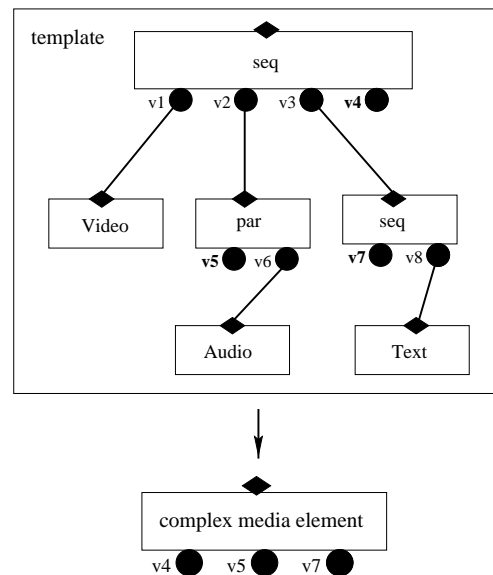 template
seq
v1 v2 v3 v4
Video
par
seq
v5 v6
v7 v8
Audio
Text
complex media element
v4 v5 v7